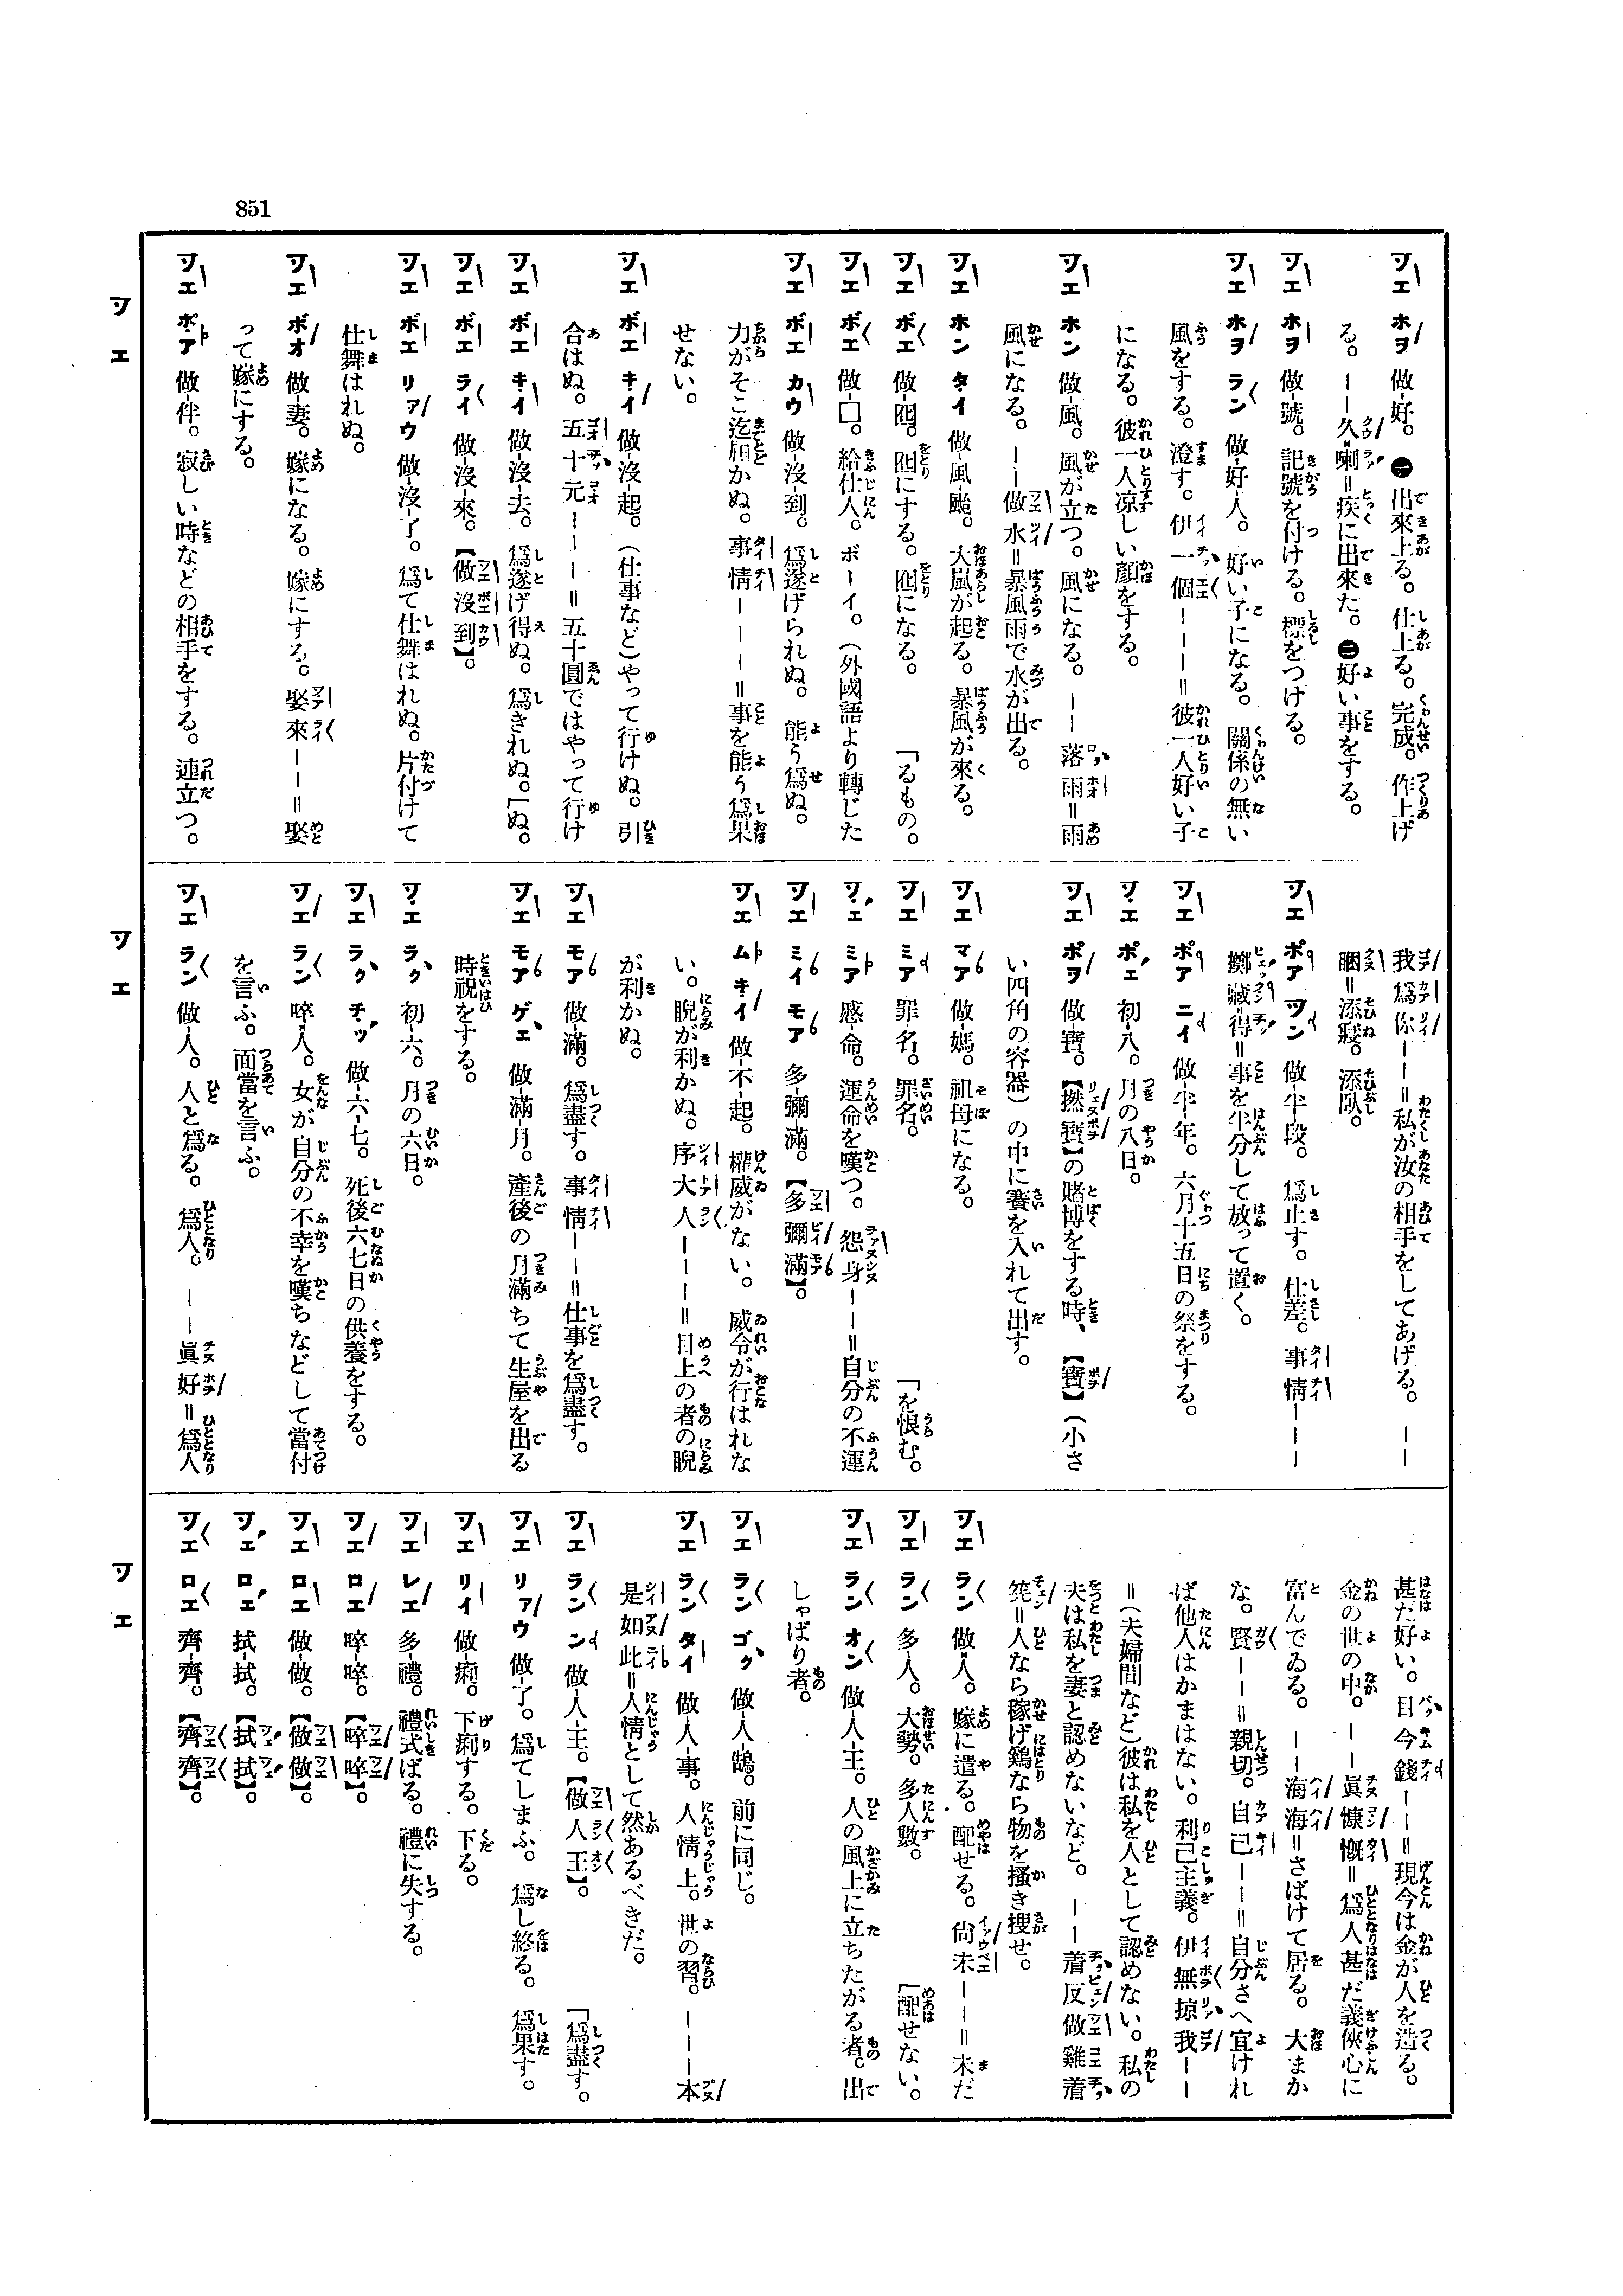 851
ツエ ホヲ 做-好。 ㊀出來上る。仕上る。完成。作上げ
る。——久喇＝疾に出來た。㊁好い事をする。
ツエ ホヲ 做-號。記號を付ける。標をつける。
ツエ ホヲ ラン 做-好-人。好い子になる。關係の無い
風をする。澄す。伊一個———＝彼一人好い子
になる。彼一人凉しい顔をする。
ツエ ホン 做-風。風が立つ。風になる。——落雨＝雨
風になる。——做水＝暴風雨で水が出る。
ツエ ホン タイ 做-風-颱。大嵐が起る。暴風が來る。
ツエ ボエ 做-囮。囮にする。囮になる。 「るもの。
ツエ ボエ 做-口。給仕人。ボーイ。(外國語より轉じた
ツエ ボエ カウ 做-沒-到。爲遂げられぬ。能う爲ぬ。
力がそこ迄届かぬ。事情———＝事を能う爲果
せない。
ツエ ボエ キイ 做-沒-起。(仕事など)やって行けぬ。引
合はぬ。五十元———＝五十圓ではやって行け
ツエ ボエ キイ 做-沒-去。爲遂げ得ぬ。爲きれぬ。「ぬ。
ツエ ボエ ライ 做-沒-來。【做沒到】。
ツエ ボエ リアウ 做-沒-了。爲て仕舞はれぬ。片付けて
仕舞はれぬ。
ツエ ボオ 做-妻。嫁になる。嫁にする。娶來——＝娶
って嫁にする。
ツエ ポア 做-伴。寂しい時などの相手をする。連立つ。
ツエ
我爲你——＝私が汝の相手をしてあげる。——
睏＝添寢。添臥。
ツエ ポア ツン 做-半-段。爲止す。仕差。事情———
擲藏-得＝事を半分して放って置く。
ツエ ポア ニイ 做-半-年。六月十五日の祭をする。
ツエ ポエ 初-八。月の八日。
ツエ ポヲ 做-寶。【撚寶】の賭博をする時、【寶】(小さ
い四角の容器)の中に賽を入れて出す。
ツエ マア 做-媽。祖母になる。
ツエ ミア 罪-名。罪名。 「を恨む。
ツエ ミア 慼-命。運命を嘆つ。怨身——＝自分の不運
ツエ ミイ モア 多-彌-滿。【多彌滿】。
ツエ ム キイ 做-不-起。權威がない。威令が行はれな
い。睨が利かぬ。序大人———＝目上の者の睨
が利かぬ。
ツエ モア 做-滿。爲盡す。事情——＝仕事を爲盡す。
ツエ モア ゲエ 做-滿-月。產後の月滿ちて生屋を出る
時祝をする。
ツエ ラク 初-六。月の六日。
ツエ ラク チッ 做-六-七。死後六七日の供養をする。
ツエ ラン 啐人。女が自分の不幸を嘆ちなどして當付
を言ふ。面當を言ふ。
ツエ ラン 做-人。人と爲る。爲人。——眞好＝爲人
ツエ
甚だ好い。目今錢——＝現今は金が人を造る。
金の世の中。——眞慷慨＝爲人甚だ義俠心に
富んでゐる。——海海＝さばけて居る。大まか
な。賢——＝親切。自己——＝自分さへ宜けれ
ば他人はかまはない。利己主義。伊無掠我——
＝(夫婦間など)彼は私を人として認めない。私の
夫は私を妻と認めないなど。——着反做雞着
筅＝人なら稼げ鷄なら物を搔き搜せ。
ツエ ラン 做人。嫁に遣る。配せる。尙未——＝未だ
ツエ ラン 多-人。大勢。多人數。 「配せない。
ツエ ラン オン 做-人-王。人の風上に立ちたがる者。出
しゃばり者。
ツエ ラン ゴク 做-人-鵠。前に同じ。
ツエ ラン タイ 做-人-事。人情上。世の習。———本
是如此＝人情として然あるべきだ。
ツエ ラン ン 做-人-主。【做人王】。 「爲盡す。
ツエ リアウ 做-了。爲てしまふ。爲し終る。爲果す。
ツエ リイ 做-痢。下痢する。下る。
ツエ レエ 多-禮。禮式ばる。禮に失する。
ツエ ロエ 啐-啐。【啐啐】。
ツエ ロエ 做-做。【做做】。
ツエ ロエ 拭-拭。【拭拭】。
ツエ ロエ 齊-齊。【齊齊】。
ツエ